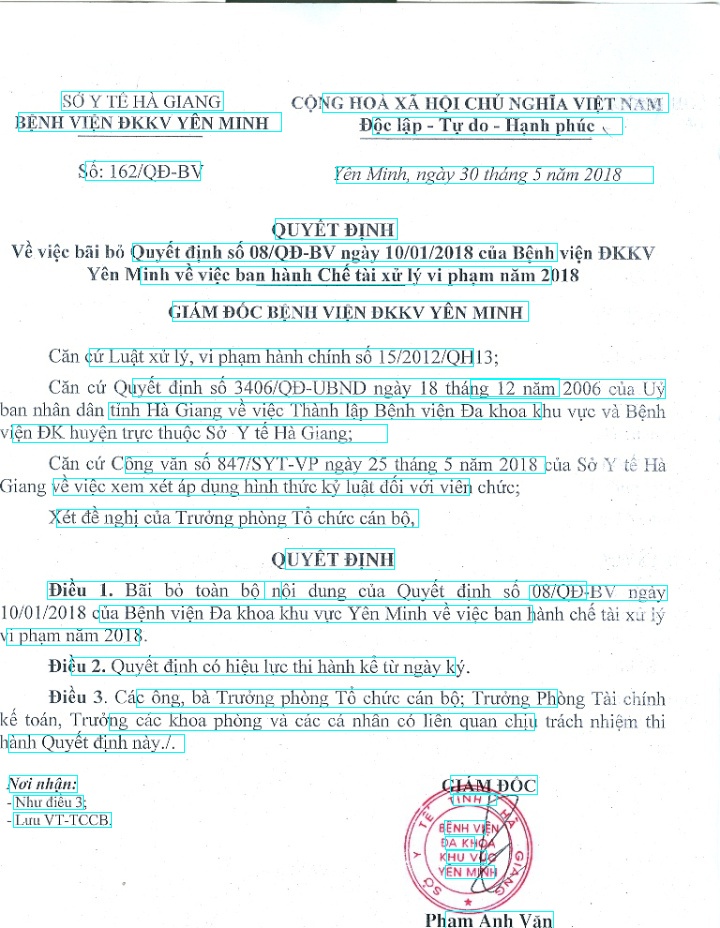 SỞ Y TẾ HÀ GIANG
BỆNH VIỆN ĐKKV YÊN MINH
CỘNG HOÀ XÃ HỘI CHỦ NGHĨA VIỆT NAM
Độc lập - Tự do - Hạnh phúc
Số: 162/QĐ-BV
Yên Minh, ngày 30 tháng 5 năm 2018
QUYẾT ĐỊNH
Về việc bãi bỏ Quyết định số 08/QĐ-BV ngày 10/01/2018 của Bệnh viện ĐKKV
Yên Minh về việc ban hành Chế tài xử lý vi phạm năm 2018
GIÁM ĐỐC BỆNH VIỆN ĐKKV YÊN MINH
Căn cứ Luật xử lý, vi phạm hành chính số 15/2012/QH13;
Căn cứ Quyết định số 3406/QĐ-UBND ngày 18 tháng 12 năm 2006 của Uỷ
ban nhân dân tỉnh Hà Giang về việc Thành lập Bệnh viện Đa khoa khu vực và Bệnh
viện ĐK huyện trực thuộc Sở Y tế Hà Giang;
Căn cứ Công văn số 847/SYT-VP ngày 25 tháng 5 năm 2018 của Sở Y tế Hà
Giang về việc xem xét áp dụng hình thức kỷ luật đối với viên chức;
Xét đề nghị của Trưởng phòng Tổ chức cán bộ,
QUYẾT ĐỊNH
Điều 1. Bãi bỏ toàn bộ nội dung của Quyết định số 08/QĐ-BV ngày
10/01/2018 của Bệnh viện Đa khoa khu vực Yên Minh về việc ban hành chế tài xử lý
vi phạm năm 2018.
Điều 2. Quyết định có hiệu lực thi hành kể từ ngày ký.
Điều 3. Các ông, bà Trưởng phòng Tổ chức cán bộ; Trưởng Phòng Tài chính
kế toán, Trưởng các khoa phòng và các cá nhân có liên quan chịu trách nhiệm thi
hành Quyết định này./.
Nơi nhận:
- Như điều 3;
- Lưu VT-TCCB.
GIÁM ĐỐC
SỞ Y TẾ TỈNH HÀ GIANG
BỆNH VIỆN
ĐA KHOA
KHU VỰC
YÊN MINH
Phạm Anh Văn